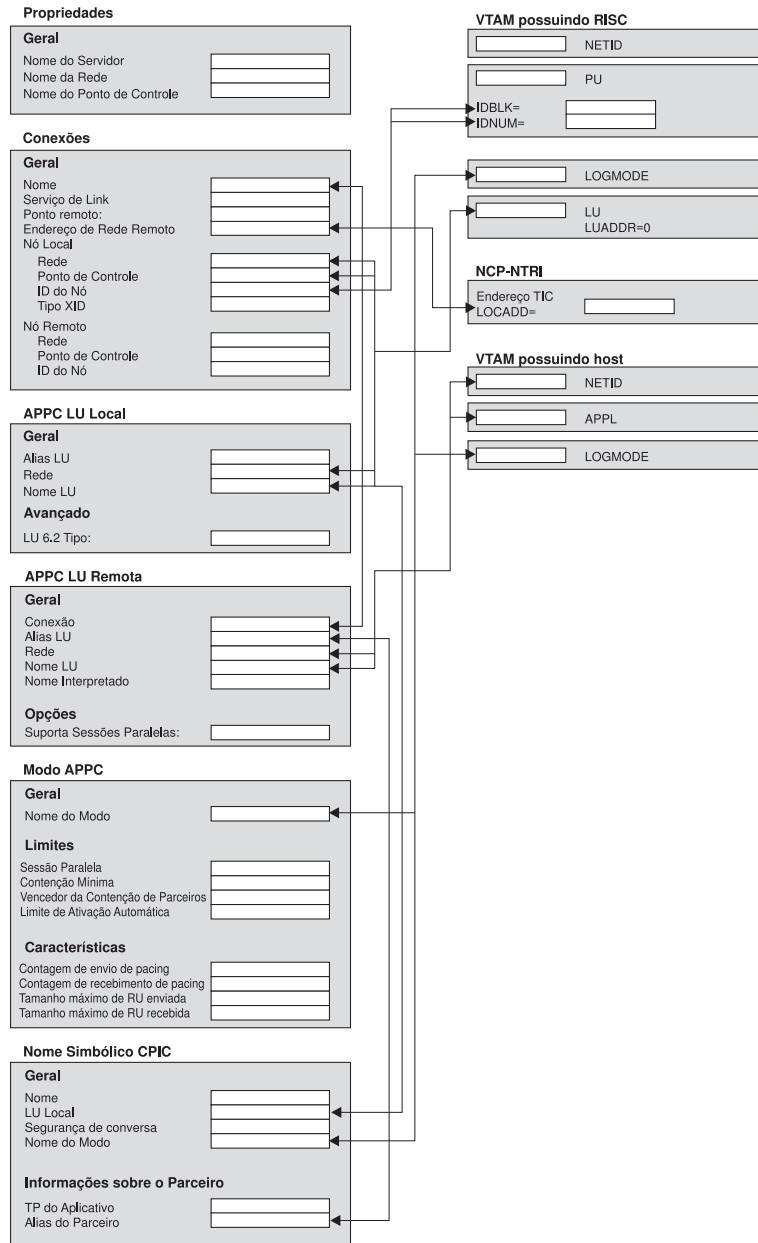 Propriedades
Geral
Nome do Servidor
Nome da Rede
Nome do Ponto de Controle
Conexões
Geral
Nome
Serviço de Link
Ponto remoto:
Endereço de Rede Remoto
Nó Local
Rede
Ponto de Controle
ID do Nó
Tipo XID
Nó Remoto
Rede
Ponto de Controle
ID do Nó
APPC LU Local
Geral
Alias LU
Rede
Nome LU
Avançado
LU 6.2 Tipo:
APPC LU Remota
Geral
Conexão
Alias LU
Rede
Nome LU
Nome Interpretado
Opções
Suporta Sessões Paralelas:
Modo APPC
Geral
Nome do Modo
Limites
Sessão Paralela
Contenção Mínima
Vencedor da Contenção de Parceiros
Limite de Ativação Automática
Características
Contagem de envio de pacing
Contagem de recebimento de pacing
Tamanho máximo de RU enviada
Tamanho máximo de RU recebida
Nome Simbólico CPIC
Geral
Nome
LU Local
Segurança de conversa
Nome do Modo
Informações sobre o Parceiro
TP do Aplicativo
Alias do Parceiro
VTAM possuindo RISC
NETID
PU
IDBLK=
IDNUM=
LOGMODE
LU
LUADDR=0
NCP-NTRI
Endereço TIC
LOCADD=
VTAM possuindo host
NETID
APPL
LOGMODE